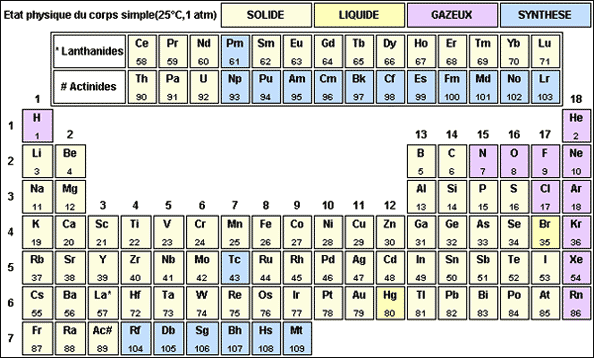 Etat physique du corps simple(25°C,1 atm) SOLIDE LIQUIDE GAZEUX SYNTHESE
* Lanthanides Ce Pr Nd Pm Sm Eu Gd Tb Dy Ho Er Tm Yb Lu
58 59 60 61 62 63 64 65 66 67 68 69 70 71
# Actinides Th Pa U Np Pu Am Cm Bk Cf Es Fm Md No Lr
90 91 92 93 94 95 96 97 98 99 100 101 102 103
1 18
1 H He
1 2
2 13 14 15 16 17
2 Li Be B C N O F Ne
3 4 5 6 7 8 9 10
3 Na Mg Al Si P S Cl Ar
11 12 13 14 15 16 17 18
3 4 5 6 7 8 9 10 11 12
4 K Ca Sc Ti V Cr Mn Fe Co Ni Cu Zn Ga Ge As Se Br Kr
19 20 21 22 23 24 25 26 27 28 29 30 31 32 33 34 35 36
5 Rb Sr Y Zr Nb Mo Tc Ru Rh Pd Ag Cd In Sn Sb Te I Xe
37 38 39 40 41 42 43 44 45 46 47 48 49 50 51 52 53 54
6 Cs Ba La* Hf Ta W Re Os Ir Pt Au Hg Tl Pb Bi Po At Rn
55 56 57 72 73 74 75 76 77 78 79 80 81 82 83 84 85 86
7 Fr Ra Ac# Rf Db Sg Bh Hs Mt
87 88 89 104 105 106 107 108 109